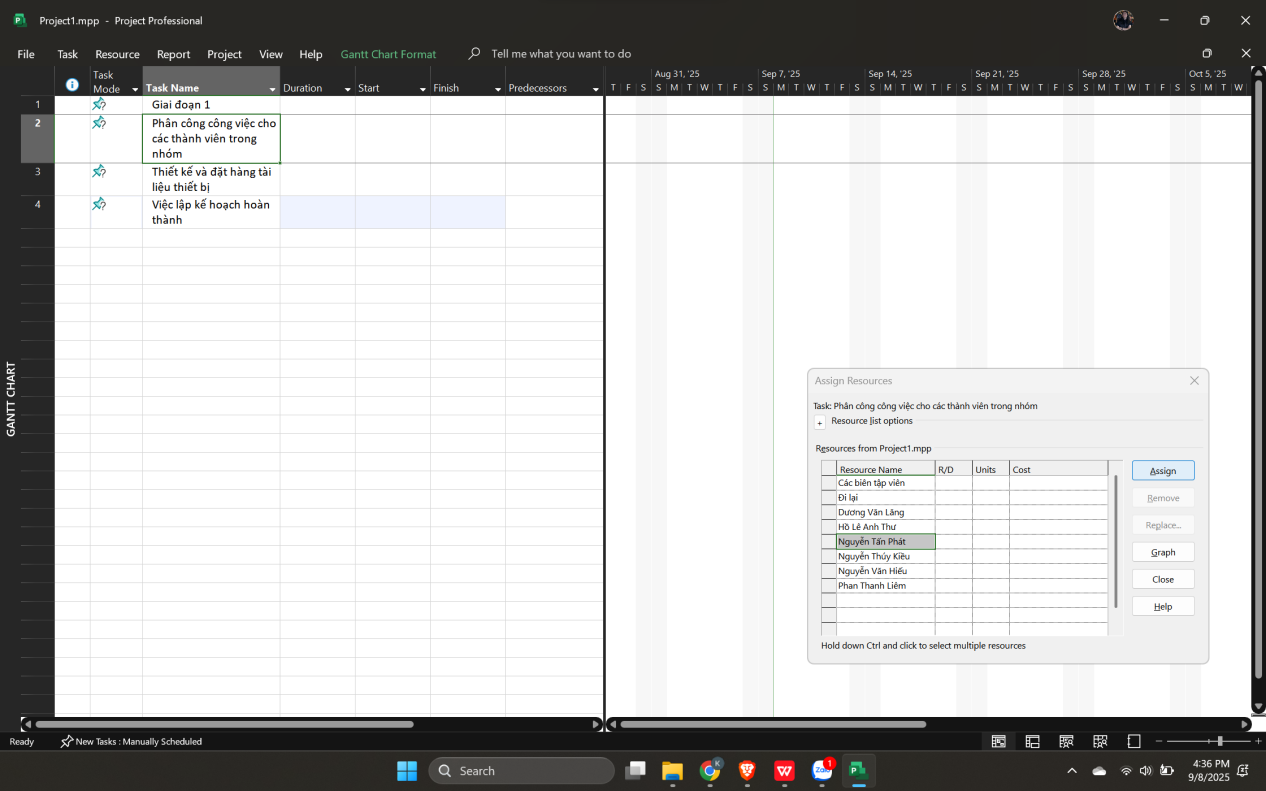 Project1.mpp - Project Professional
File Task Resource Report Project View Help Gantt Chart Format Tell me what you want to do
Task Mode Task Name Duration Start Finish Predecessors
Aug 31, '25 Sep 7, '25 Sep 14, '25 Sep 21, '25 Sep 28, '25 Oct 5, '25
T F S S M T W T F S S M T W T F S S M T W T F S S M T W T F S S M T W T F S S M T W
1 Giai đoạn 1
2 Phân công công việc cho
các thành viên trong
nhóm
3 Thiết kế và đặt hàng tài
liệu thiết bị
4 Việc lập kế hoạch hoàn
thành
GANTT CHART
Assign Resources
Task: Phân công công việc cho các thành viên trong nhóm
+ Resource list options
Resources from Project1.mpp
Resource Name R/D Units Cost
Các biên tập viên
Đi lại
Dương Văn Lăng
Hồ Lê Anh Thư
Nguyễn Tấn Phát
Nguyễn Thúy Kiều
Nguyễn Văn Hiếu
Phan Thanh Liêm
Assign
Remove
Replace...
Graph
Close
Help
Hold down Ctrl and click to select multiple resources
Ready New Tasks : Manually Scheduled
Search
K
Zalo
1
4:36 PM
9/8/2025